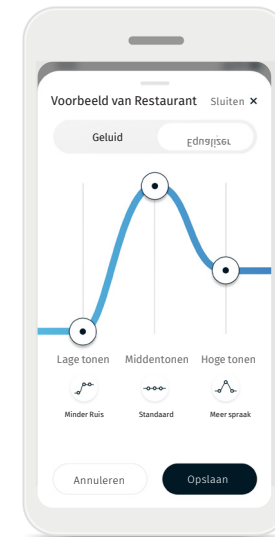 Voorbeeld van Restaurant Sluiten ×
Geluid Equalizer
Lage tonen Middentonen Hoge tonen
Minder Ruis Standaard Meer spraak
Annuleren Opslaan